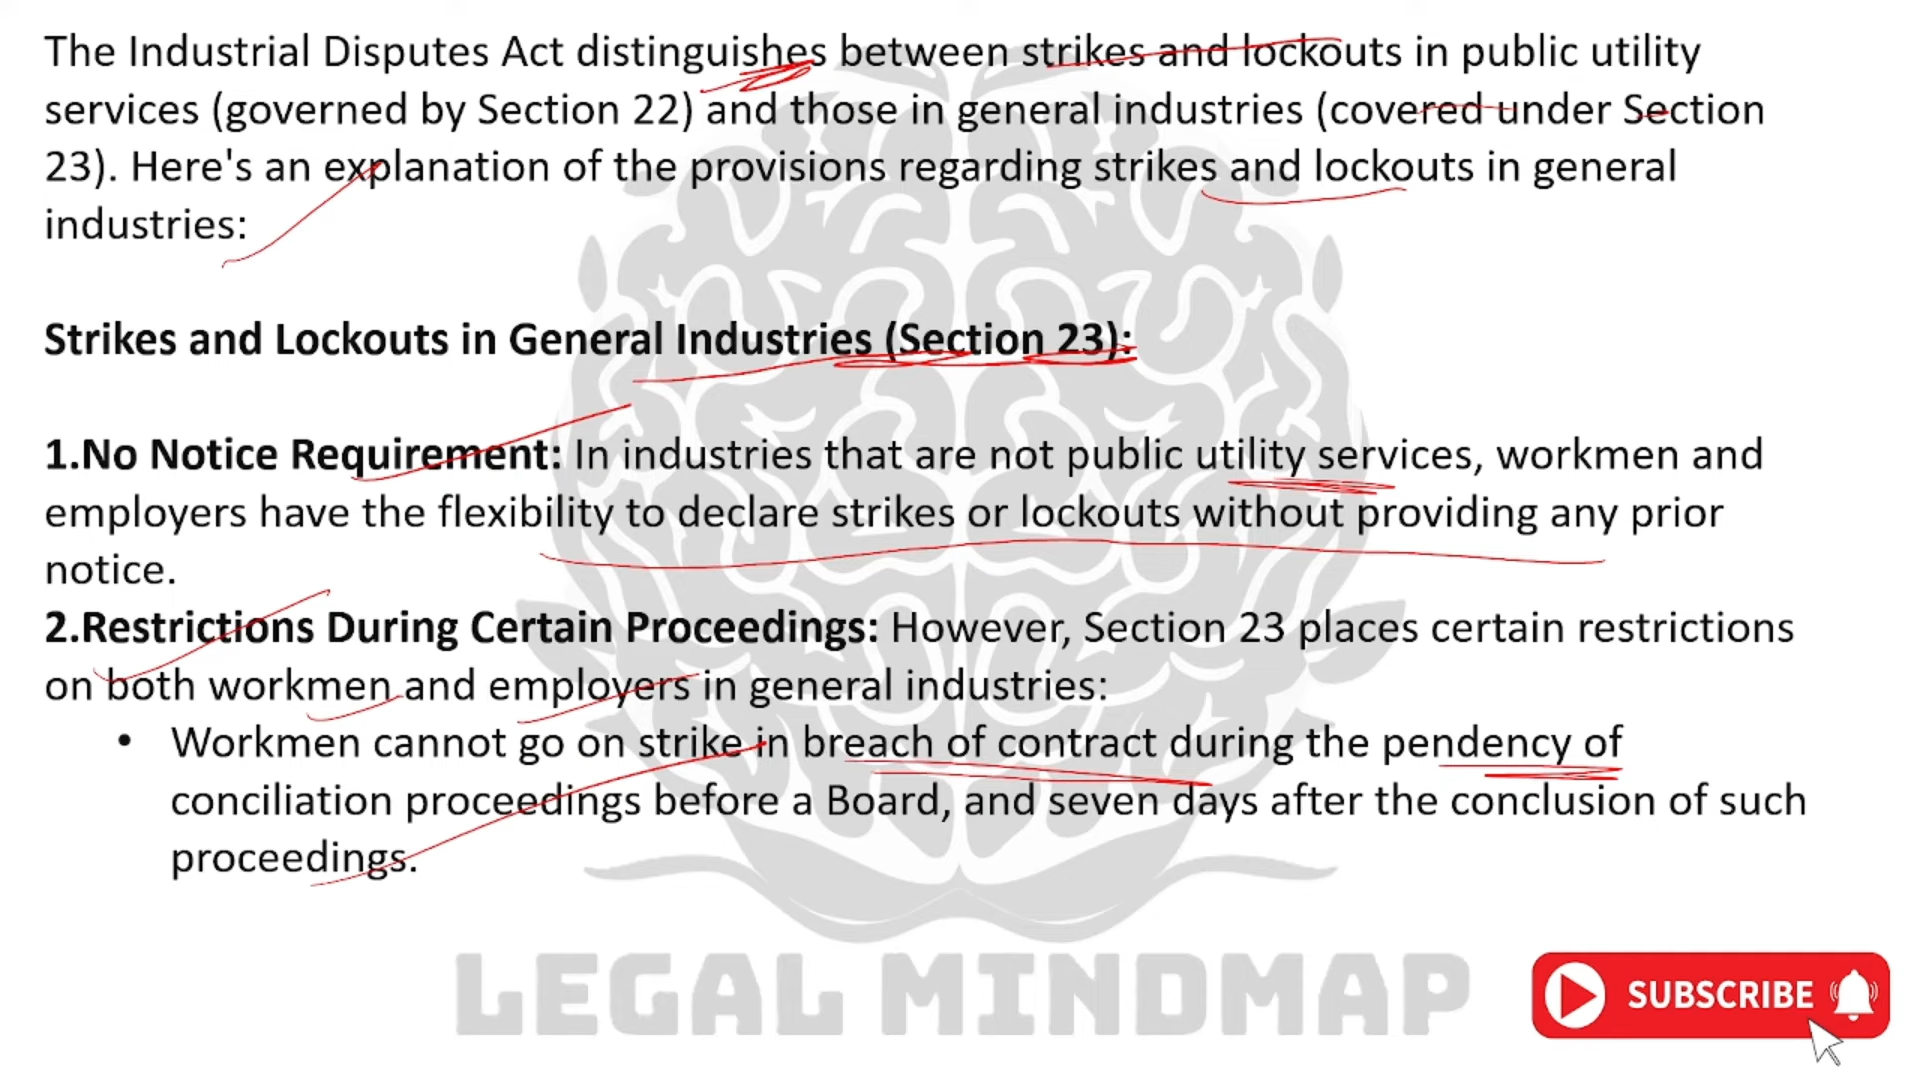 The Industrial Disputes Act distinguishes between strikes and lockouts in public utility
services (governed by Section 22) and those in general industries (covered under Section
23). Here's an explanation of the provisions regarding strikes and lockouts in general
industries:
Strikes and Lockouts in General Industries (Section 23):
1.No Notice Requirement: In industries that are not public utility services, workmen and
employers have the flexibility to declare strikes or lockouts without providing any prior
notice.
2.Restrictions During Certain Proceedings: However, Section 23 places certain restrictions
on both workmen and employers in general industries:
• Workmen cannot go on strike in breach of contract during the pendency of
conciliation proceedings before a Board, and seven days after the conclusion of such
proceedings.
LEGAL MINDMAP
SUBSCRIBE